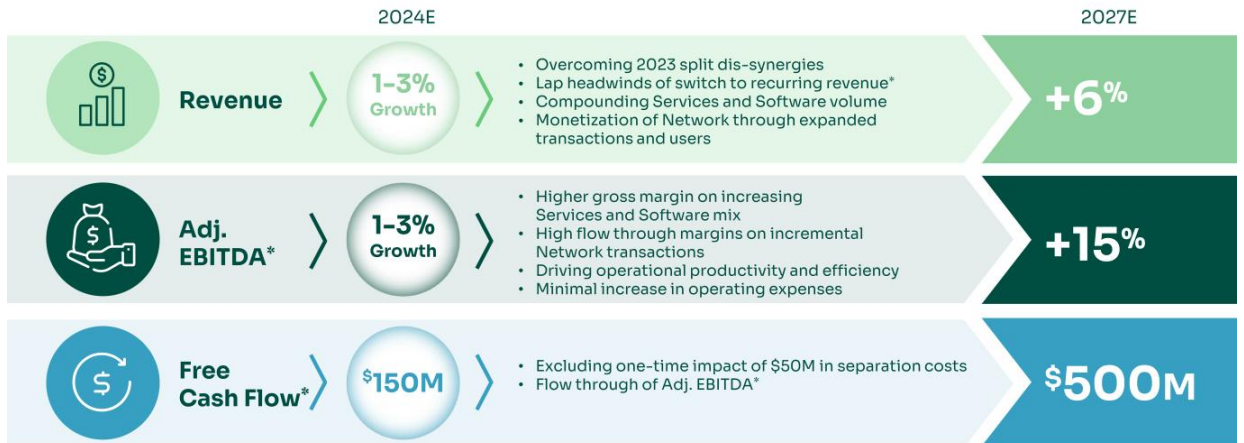 2024E
2027E
Revenue
1-3%
Growth
• Overcoming 2023 split dis-synergies
• Lap headwinds of switch to recurring revenue*
• Compounding Services and Software volume
• Monetization of Network through expanded
transactions and users
+6%
Adj.
EBITDA*
1-3%
Growth
• Higher gross margin on increasing
Services and Software mix
• High flow through margins on incremental
Network transactions
• Driving operational productivity and efficiency
• Minimal increase in operating expenses
+15%
Free
Cash Flow*
$150M
• Excluding one-time impact of $50M in separation costs
• Flow through of Adj. EBITDA*
$500M